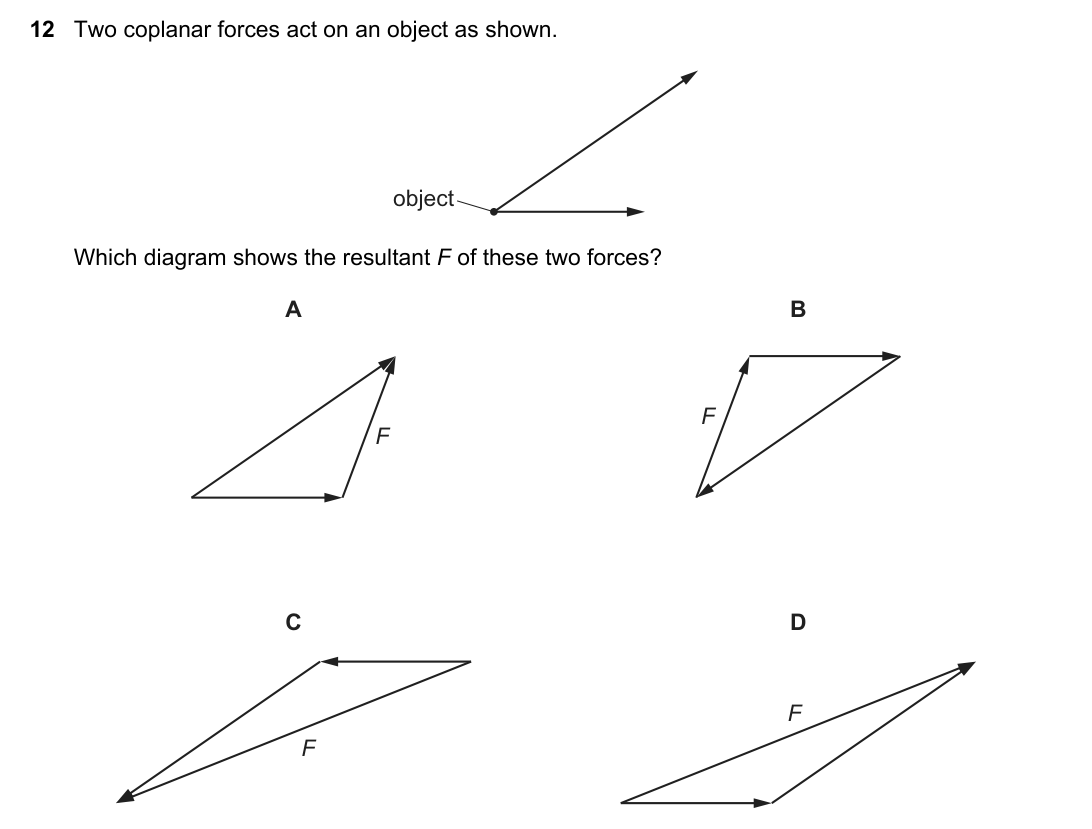 12 Two coplanar forces act on an object as shown.
object
Which diagram shows the resultant F of these two forces?
A
B
F
F
C
D
F
F